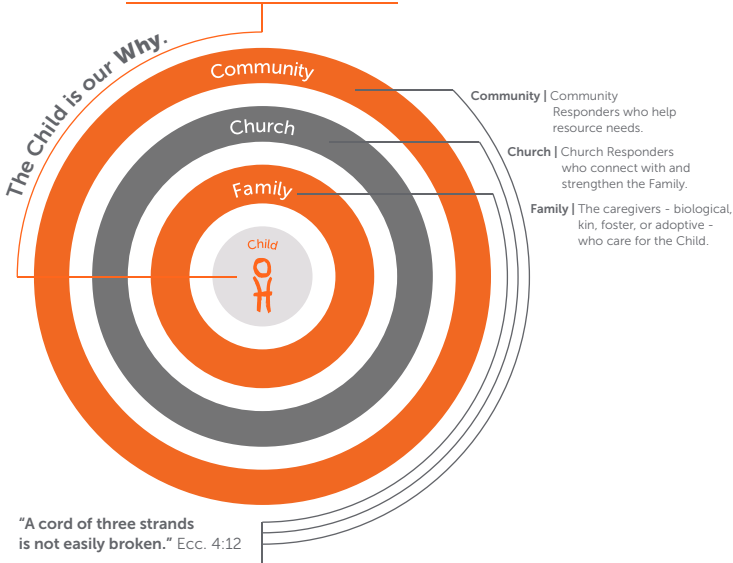 The Child is our Why.
Community
Church
Family
Child
Community | Community
Responders who help
resource needs.
Church | Church Responders
who connect with and
strengthen the Family.
Family | The caregivers - biological,
kin, foster, or adoptive -
who care for the Child.
“A cord of three strands
is not easily broken.” Ecc. 4:12